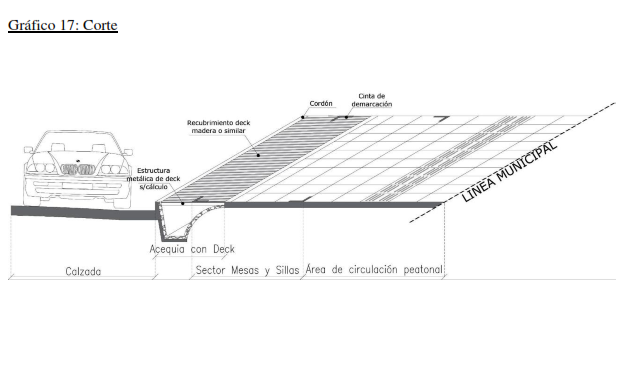 Gráfico 17: Corte
Cinta de
demarcación
Cordón
Recubrimiento deck
madera o similar
Estructura
metálica de deck
s/cálculo
LINEA MUNICIPAL
Acequia con Deck
Calzada
Sector Mesas y Sillas
Área de circulación peatonal